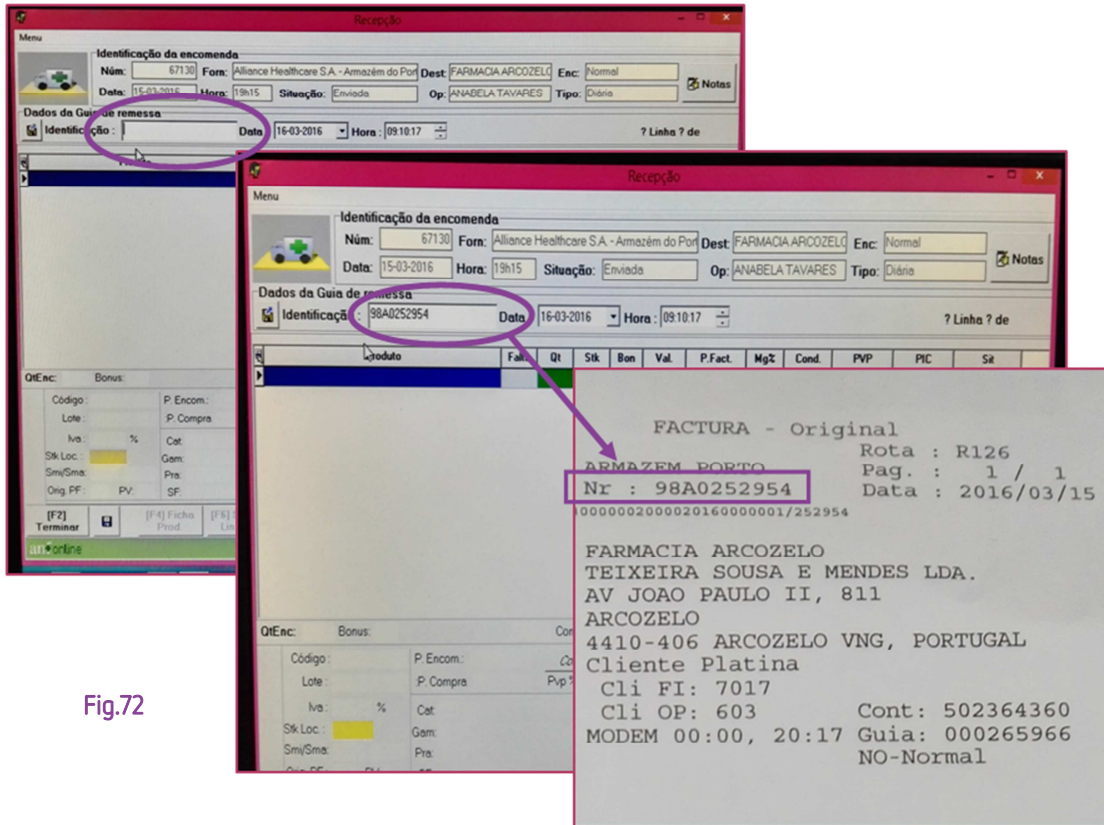 Recepção
Menu
Identificação da encomenda
Núm: 67130 Forn: Alliance Healthcare S.A. - Armazém do Por Dest: FARMACIA ARCOZELO Enc: Normal
Notas
Data: 15-03-2016 Hora: 19h15 Situação: Enviada Op: ANABELA TAVARES Tipo: Diária
Dados da Guia de remessa
Identificação : Data 16-03-2016 Hora : 09:10:17 ? Linha ? de
QtEnc: Bonus:
Código : P. Encom.:
Lote : P. Compra
Iva : % Cat:
Stk Loc. : Gam:
Smi/Sma: Pra:
Orig. PF : PV: SF:
[F2] Terminar [F4] Ficha Prod.
online
Recepção
Menu
Identificação da encomenda
Núm: 67130 Forn: Alliance Healthcare S.A. - Armazém do Por Dest: FARMACIA ARCOZELO Enc: Normal
Notas
Data: 15-03-2016 Hora: 19h15 Situação: Enviada Op: ANABELA TAVARES Tipo: Diária
Dados da Guia de remessa
Identificação : 98A0252954 Data 16-03-2016 Hora : 09:10:17 ? Linha ? de
Produto Falt. Qt Stk Bon Val. P.Fact. Mg% Cond. PVP PIC Sit
QtEnc: Bonus:
Código : P. Encom.:
Lote : P. Compra
Iva : % Cat:
Stk Loc. : Gam:
Smi/Sma: Pra:
FACTURA - Original
Rota : R126
ARMAZEM PORTO Pag. : 1 / 1
Nr : 98A0252954 Data : 2016/03/15
0000002000020160000001/252954
FARMACIA ARCOZELO
TEIXEIRA SOUSA E MENDES LDA.
AV JOAO PAULO II, 811
ARCOZELO
4410-406 ARCOZELO VNG, PORTUGAL
Cliente Platina
Cli FI: 7017
Cli OP: 603 Cont: 502364360
MODEM 00:00, 20:17 Guia: 000265966
NO-Normal
Fig.72